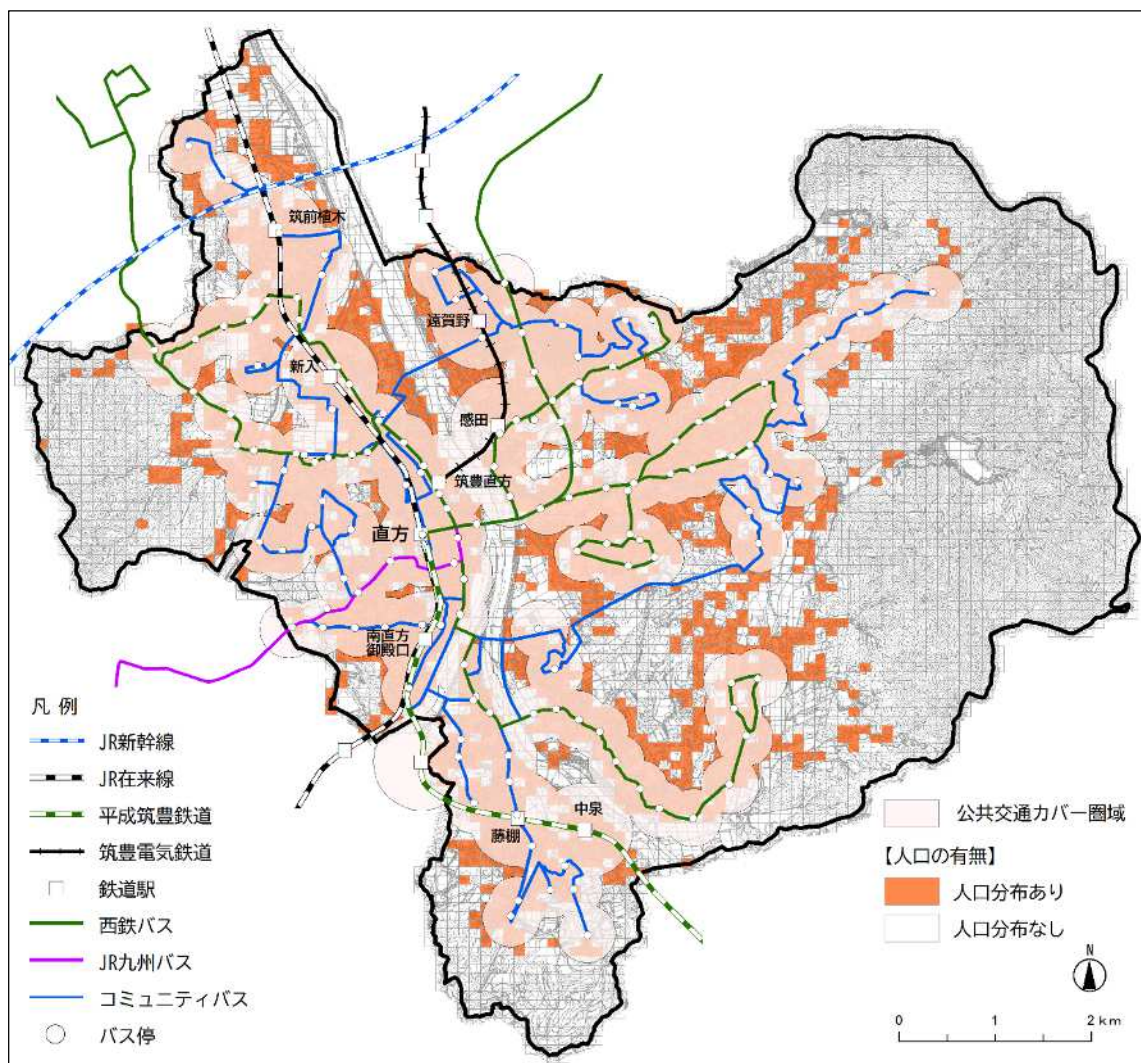 筑前植木
遠賀野
新入
感田
筑豊直方
直方
南直方
御殿口
中泉
藤棚
凡 例
JR新幹線
JR在来線
平成筑豊鉄道
筑豊電気鉄道
鉄道駅
西鉄バス
JR九州バス
コミュニティバス
バス停
公共交通カバー圏域
【人口の有無】
人口分布あり
人口分布なし
N
0 1 2 km